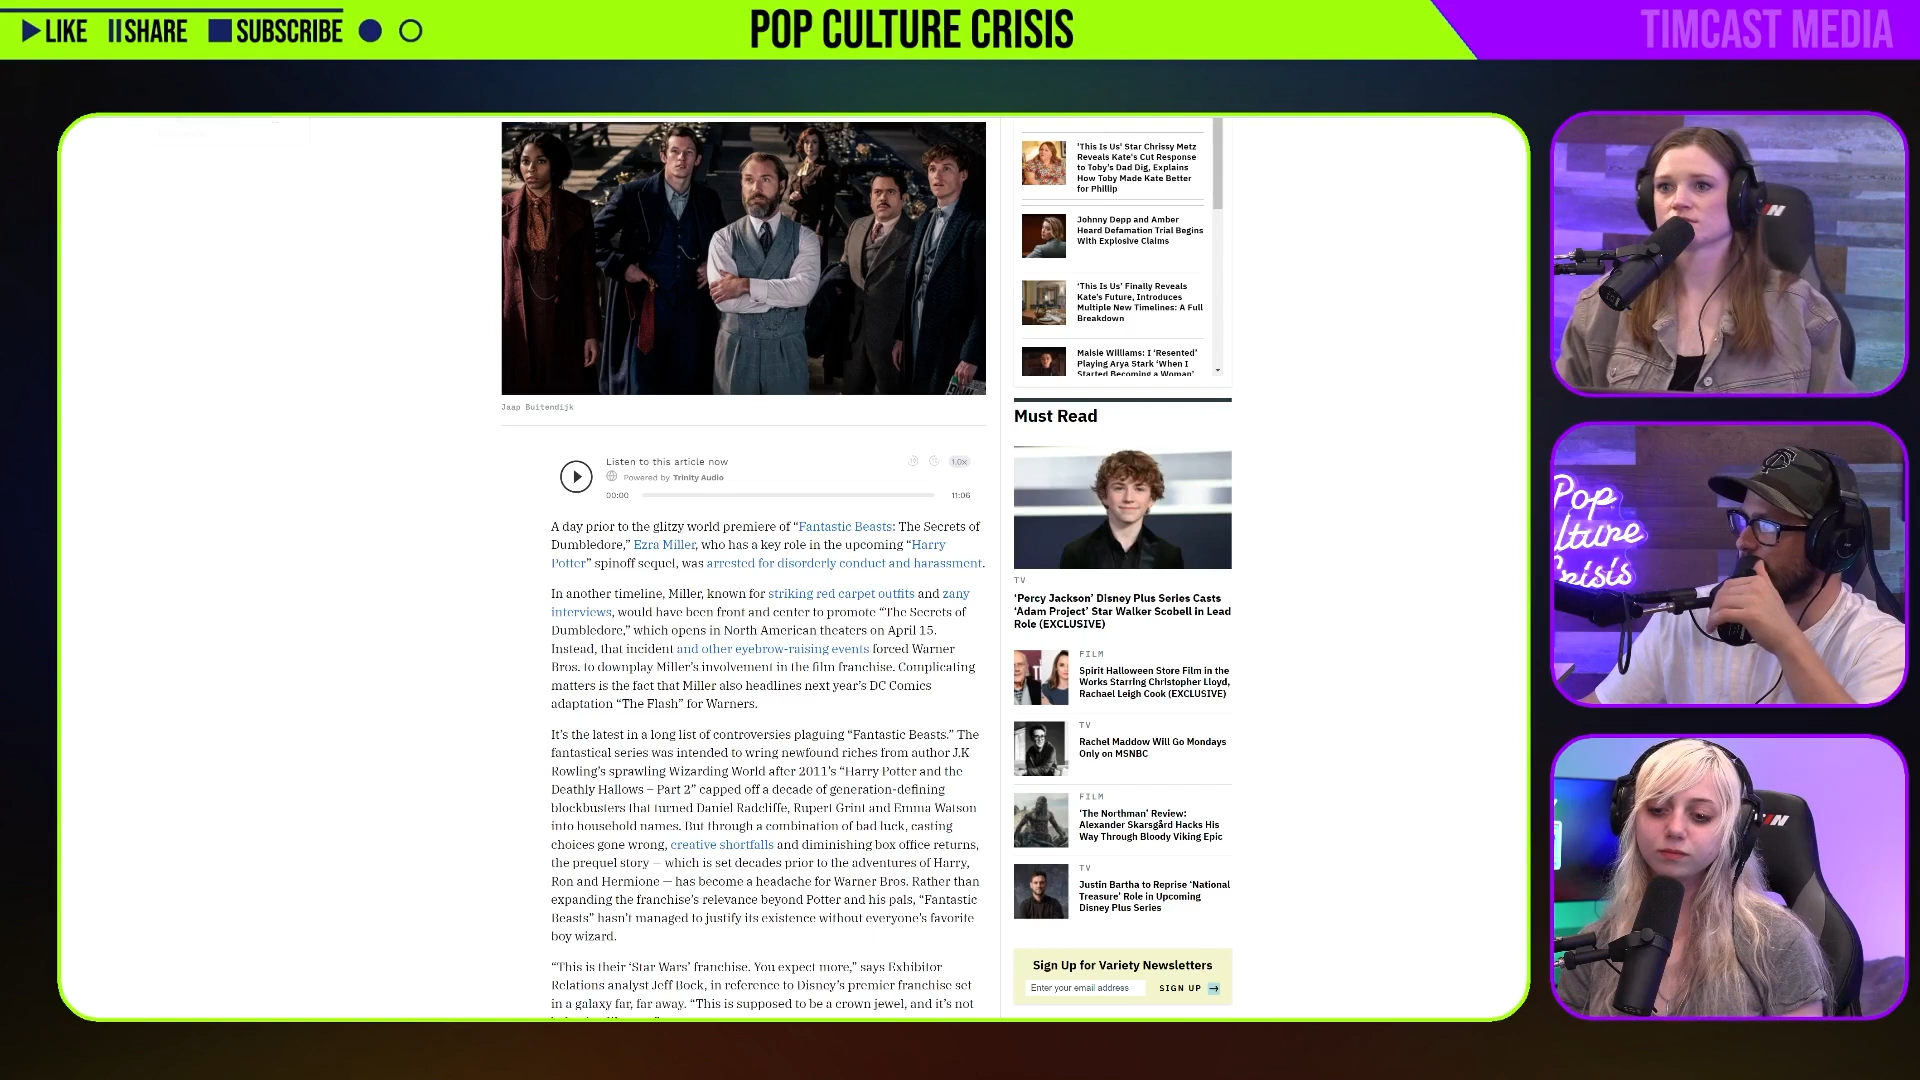 LIKE SHARE SUBSCRIBE
POP CULTURE CRISIS
TIMCAST MEDIA
Jaap Buitendijk
Listen to this article now
1.0x
Powered by Trinity Audio
00:00
11:06
A day prior to the glitzy world premiere of “Fantastic Beasts: The Secrets of
Dumbledore,” Ezra Miller, who has a key role in the upcoming “Harry
Potter” spinoff sequel, was arrested for disorderly conduct and harassment.
In another timeline, Miller, known for striking red carpet outfits and zany
interviews, would have been front and center to promote “The Secrets of
Dumbledore,” which opens in North American theaters on April 15.
Instead, that incident and other eyebrow-raising events forced Warner
Bros. to downplay Miller’s involvement in the film franchise. Complicating
matters is the fact that Miller also headlines next year’s DC Comics
adaptation “The Flash” for Warners.
It’s the latest in a long list of controversies plaguing “Fantastic Beasts.” The
fantastical series was intended to wring newfound riches from author J.K
Rowling’s sprawling Wizarding World after 2011’s “Harry Potter and the
Deathly Hallows – Part 2” capped off a decade of generation-defining
blockbusters that turned Daniel Radcliffe, Rupert Grint and Emma Watson
into household names. But through a combination of bad luck, casting
choices gone wrong, creative shortfalls and diminishing box office returns,
the prequel story — which is set decades prior to the adventures of Harry,
Ron and Hermione — has become a headache for Warner Bros. Rather than
expanding the franchise’s relevance beyond Potter and his pals, “Fantastic
Beasts” hasn’t managed to justify its existence without everyone’s favorite
boy wizard.
“This is their ‘Star Wars’ franchise. You expect more,” says Exhibitor
Relations analyst Jeff Bock, in reference to Disney’s premier franchise set
in a galaxy far, far away. “This is supposed to be a crown jewel, and it’s not
'This Is Us' Star Chrissy Metz
Reveals Kate's Cut Response
to Toby's Dad Dig, Explains
How Toby Made Kate Better
for Phillip
Johnny Depp and Amber
Heard Defamation Trial Begins
With Explosive Claims
‘This Is Us’ Finally Reveals
Kate’s Future, Introduces
Multiple New Timelines: A Full
Breakdown
Maisie Williams: I ‘Resented’
Playing Arya Stark ‘When I
Started Becoming a Woman’
Must Read
TV
‘Percy Jackson’ Disney Plus Series Casts
‘Adam Project’ Star Walker Scobell in Lead
Role (EXCLUSIVE)
FILM
Spirit Halloween Store Film in the
Works Starring Christopher Lloyd,
Rachael Leigh Cook (EXCLUSIVE)
TV
Rachel Maddow Will Go Mondays
Only on MSNBC
FILM
‘The Northman’ Review:
Alexander Skarsgård Hacks His
Way Through Bloody Viking Epic
TV
Justin Bartha to Reprise ‘National
Treasure’ Role in Upcoming
Disney Plus Series
Sign Up for Variety Newsletters
Enter your email address SIGN UP
Pop
lture
Crisis